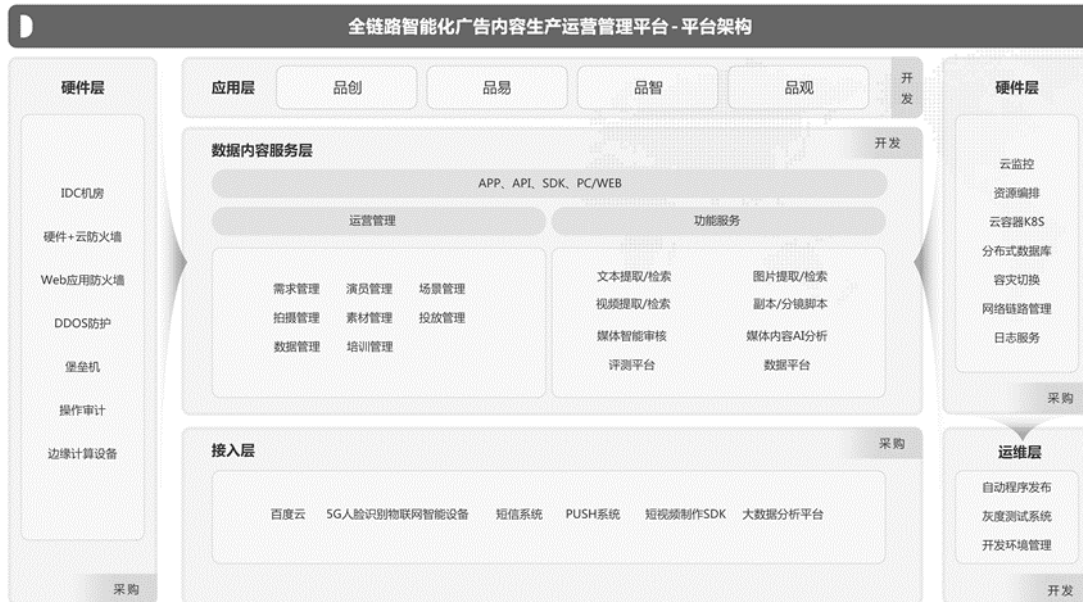 全链路智能化广告内容生产运营管理平台-平台架构
硬件层
IDC机房
硬件+云防火墙
Web应用防火墙
DDOS防护
堡垒机
操作审计
边缘计算设备
采购
应用层
品创
品易
品智
品观
开发
数据内容服务层
开发
APP、API、SDK、PC/WEB
运营管理
功能服务
需求管理 演员管理 场景管理
拍摄管理 素材管理 投放管理
数据管理 培训管理
文本提取/检索 图片提取/检索
视频提取/检索 副本/分镜脚本
媒体智能审核 媒体内容AI分析
评测平台 数据平台
接入层
采购
百度云 5G人脸识别物联网智能设备 短信系统 PUSH系统 短视频制作SDK 大数据分析平台
硬件层
云监控
资源编排
云容器K8S
分布式数据库
容灾切换
网络链路管理
日志服务
采购
运维层
自动程序发布
灰度测试系统
开发环境管理
开发